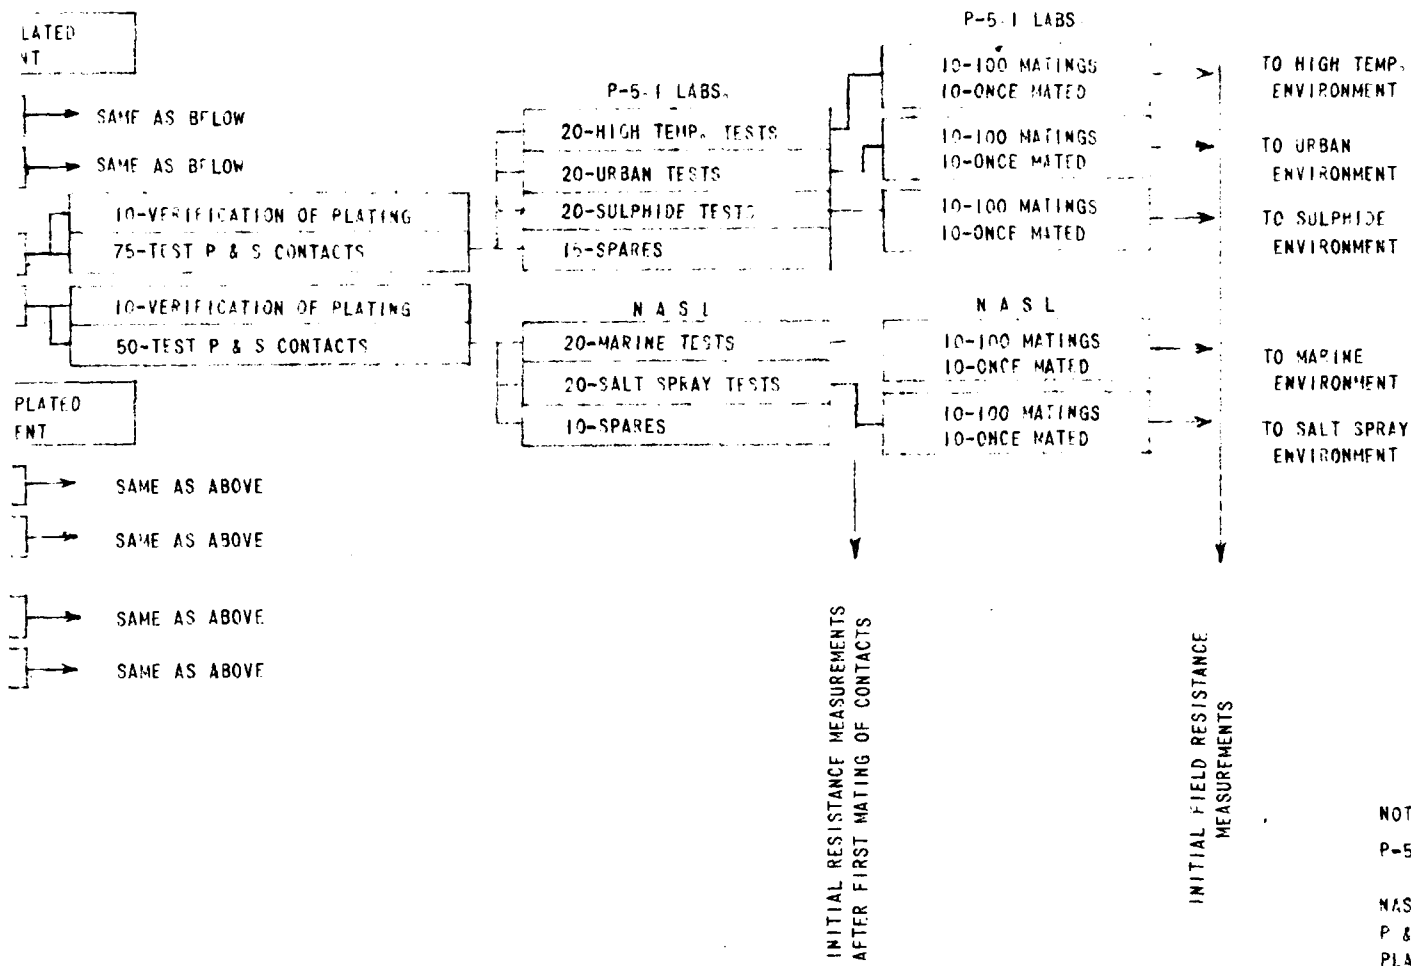 LATED
NT
SAME AS BELOW
SAME AS BELOW
10-VERIFICATION OF PLATING
75-TEST P & S CONTACTS
10-VERIFICATION OF PLATING
50-TEST P & S CONTACTS
PLATED
ENT
SAME AS ABOVE
SAME AS ABOVE
SAME AS ABOVE
SAME AS ABOVE
P-5-1 LABS.
20-HIGH TEMP. TESTS
20-URBAN TESTS
20-SULPHIDE TESTS
15-SPARES
N A S L
20-MARINE TESTS
20-SALT SPRAY TESTS
10-SPARES
P-5-1 LABS
10-100 MATINGS
10-ONCE MATED
10-100 MATINGS
10-ONCE MATED
10-100 MATINGS
10-ONCE MATED
N A S L
10-100 MATINGS
10-ONCE MATED
10-100 MATINGS
10-ONCE MATED
TO HIGH TEMP.
ENVIRONMENT
TO URBAN
ENVIRONMENT
TO SULPHIDE
ENVIRONMENT
TO MARINE
ENVIRONMENT
TO SALT SPRAY
ENVIRONMENT
INITIAL RESISTANCE MEASUREMENTS
AFTER FIRST MATING OF CONTACTS
INITIAL FIELD RESISTANCE
MEASUREMENTS
NOT
P-5
NAS
P &
PLA